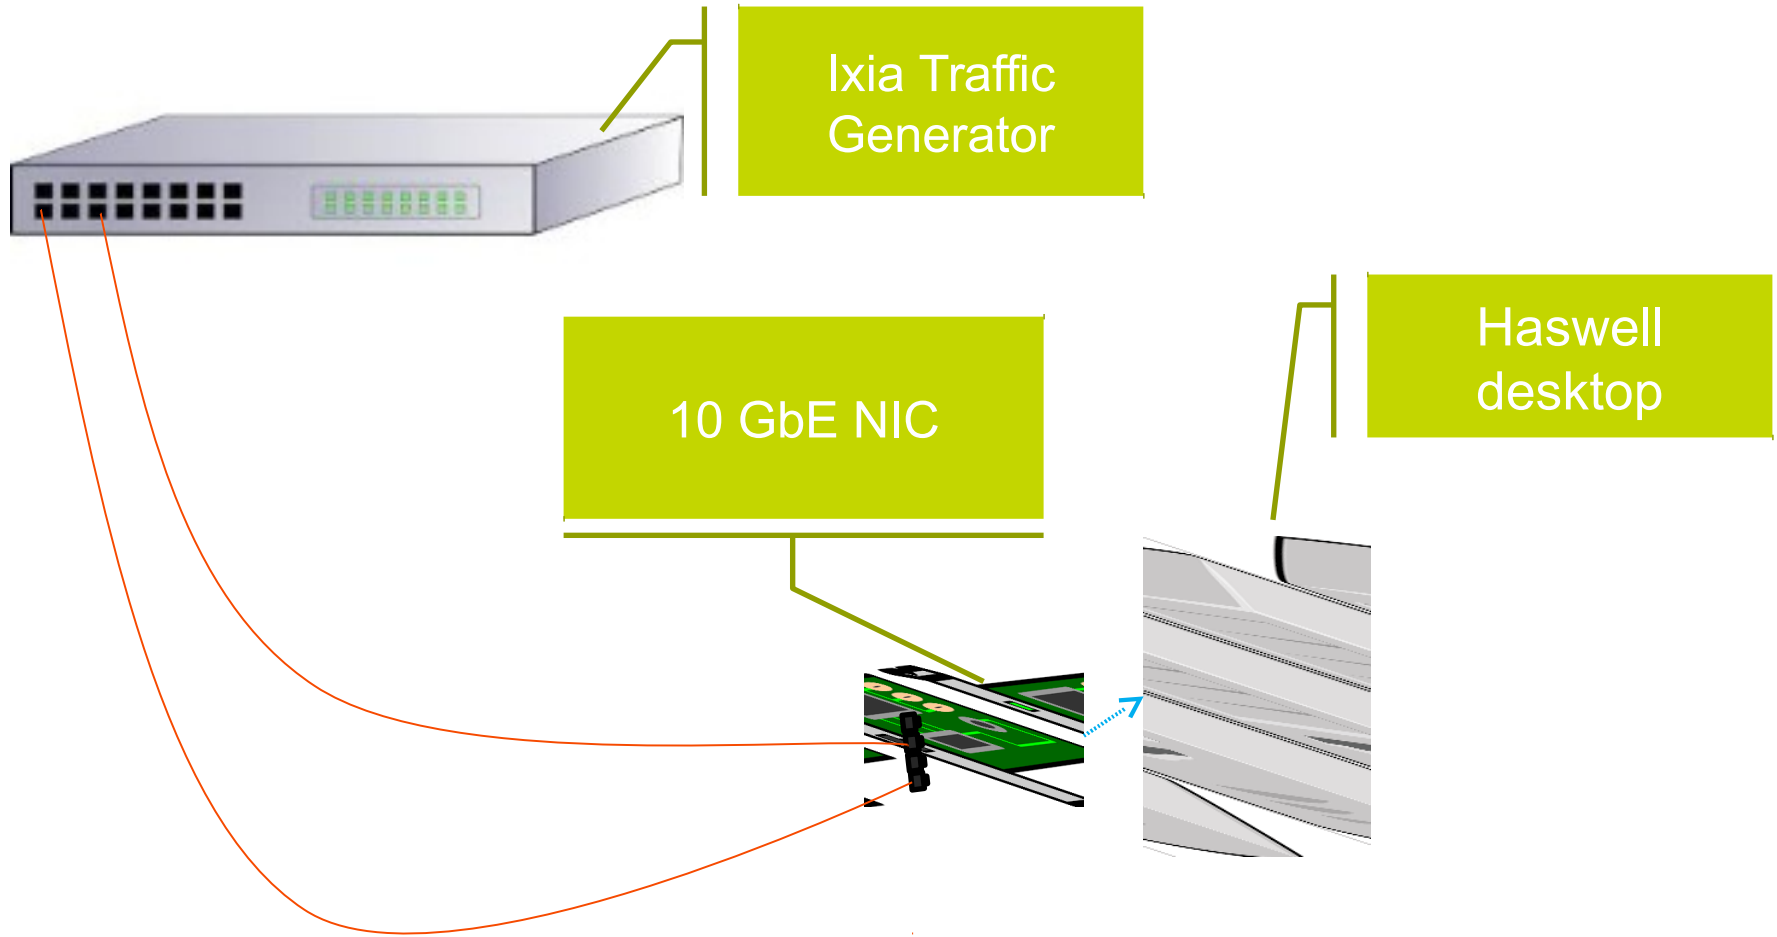 Ixia Traffic
Generator
Haswell
desktop
10 GbE NIC